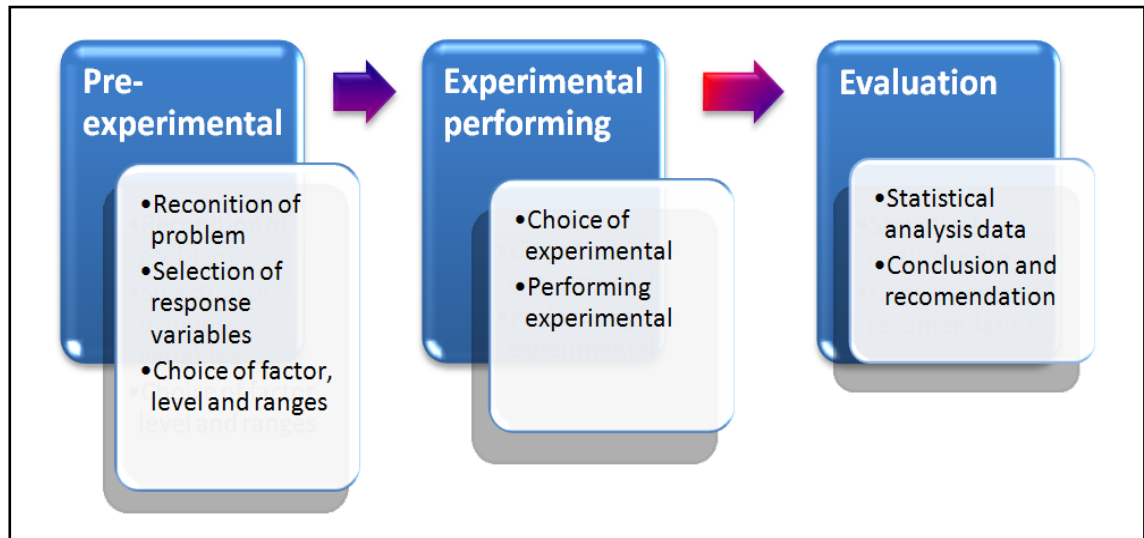 Pre-
experimental
•Reconition of
problem
•Selection of
response
variables
•Choice of factor,
level and ranges
Experimental
performing
•Choice of
experimental
•Performing
experimental
Evaluation
•Statistical
analysis data
•Conclusion and
recomendation